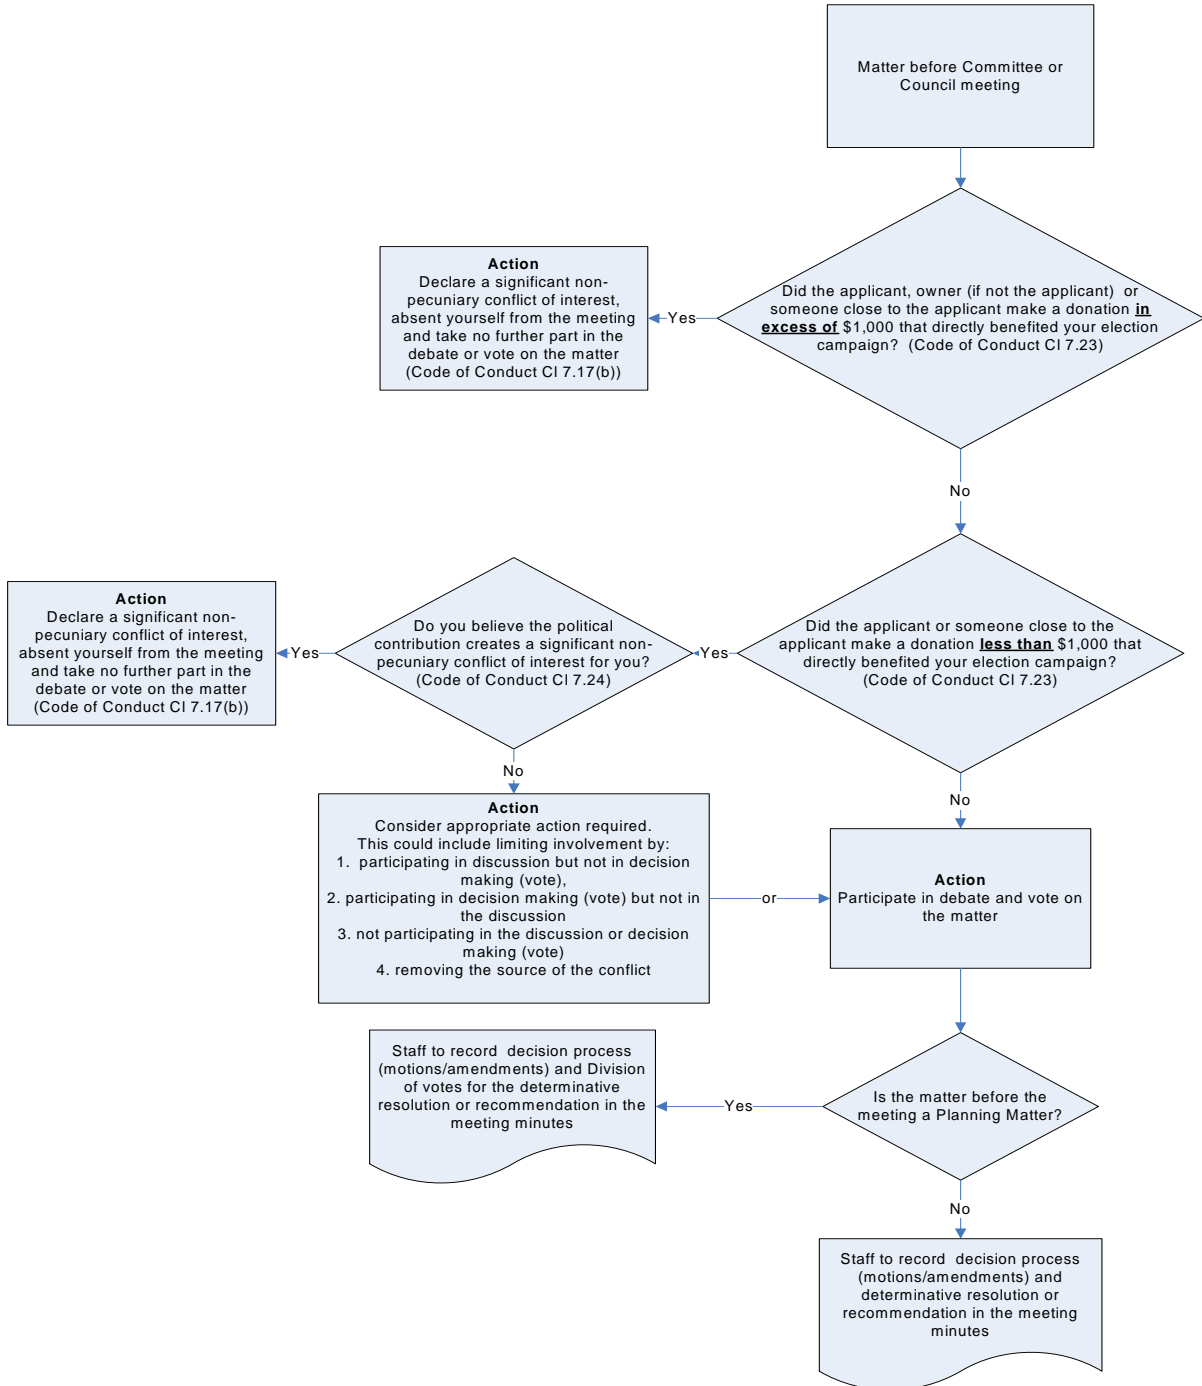 Matter before Committee or
Council meeting
Did the applicant, owner (if not the applicant) or
someone close to the applicant make a donation in
excess of $1,000 that directly benefited your election
campaign? (Code of Conduct Cl 7.23)
Yes
Action
Declare a significant non-
pecuniary conflict of interest,
absent yourself from the meeting
and take no further part in the
debate or vote on the matter
(Code of Conduct Cl 7.17(b))
No
Did the applicant or someone close to the
applicant make a donation less than $1,000 that
directly benefited your election campaign?
(Code of Conduct Cl 7.23)
Yes
Do you believe the political
contribution creates a significant non-
pecuniary conflict of interest for you?
(Code of Conduct Cl 7.24)
Yes
Action
Declare a significant non-
pecuniary conflict of interest,
absent yourself from the meeting
and take no further part in the
debate or vote on the matter
(Code of Conduct Cl 7.17(b))
No
Action
Consider appropriate action required.
This could include limiting involvement by:
1. participating in discussion but not in decision
making (vote),
2. participating in decision making (vote) but not in
the discussion
3. not participating in the discussion or decision
making (vote)
4. removing the source of the conflict
or
No
Action
Participate in debate and vote on
the matter
Is the matter before the
meeting a Planning Matter?
Yes
Staff to record decision process
(motions/amendments) and Division
of votes for the determinative
resolution or recommendation in the
meeting minutes
No
Staff to record decision process
(motions/amendments) and
determinative resolution or
recommendation in the meeting
minutes